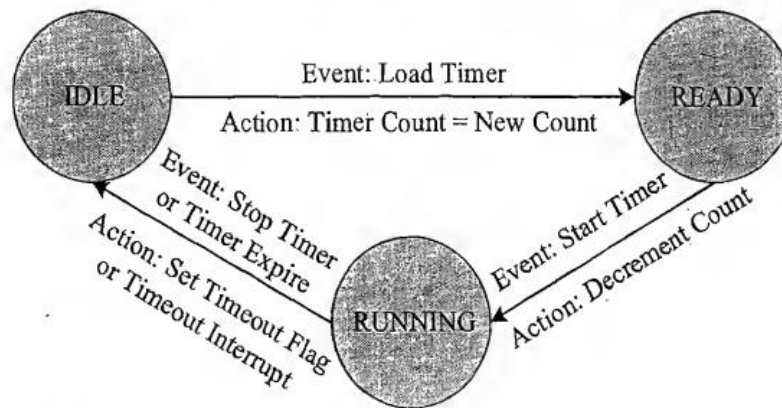 IDLE
Event: Load Timer
Action: Timer Count = New Count
READY
Event: Stop Timer
or Timer Expire
Action: Set Timeout Flag
or Timeout Interrupt
RUNNING
Event: Start Timer
Action: Decrement Count